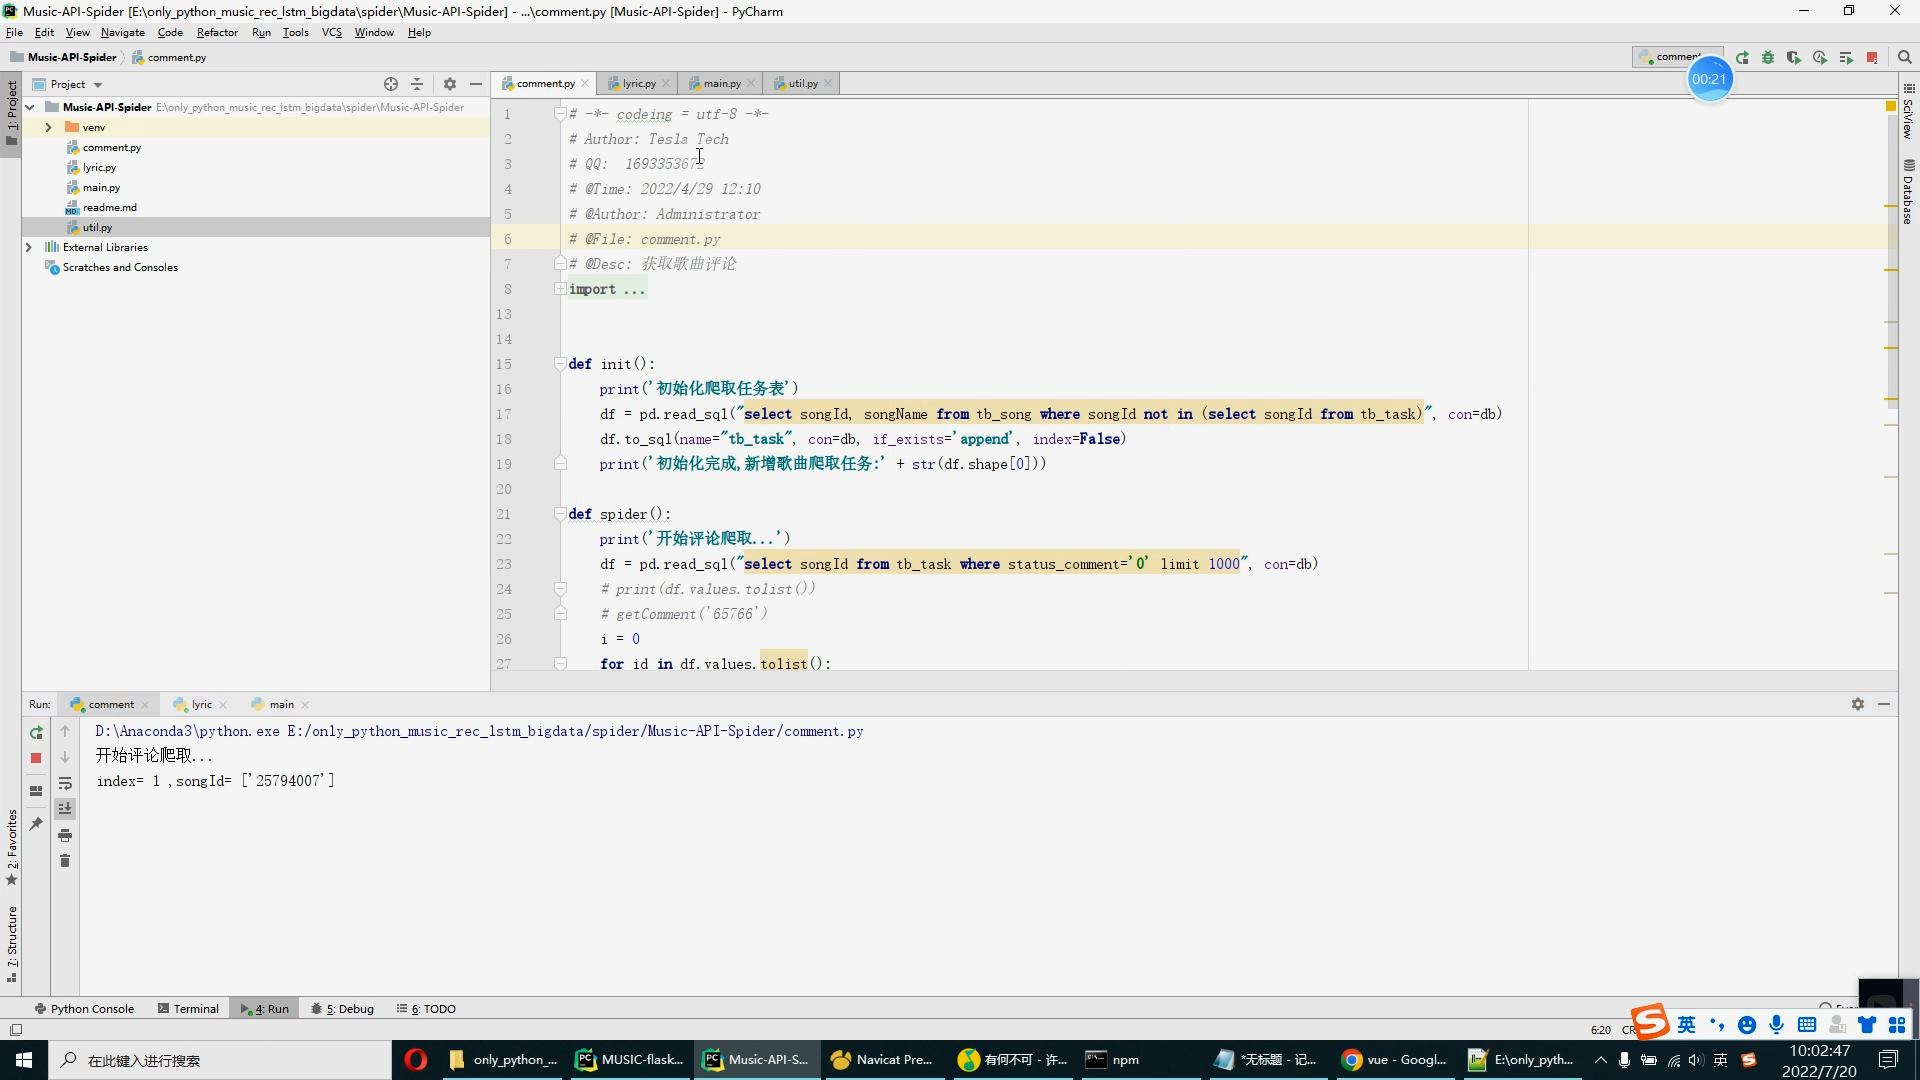 Music-API-Spider [E:\only_python_music_rec_lstm_bigdata\spider\Music-API-Spider] - ...\comment.py [Music-API-Spider] - PyCharm
File Edit View Navigate Code Refactor Run Tools VCS Window Help
Music-API-Spider comment.py
comment
00:21
Project
comment.py lyric.py main.py util.py
1: Project
Music-API-Spider E:\only_python_music_rec_lstm_bigdata\spider\Music-API-Spider
venv
comment.py
lyric.py
main.py
readme.md
util.py
External Libraries
Scratches and Consoles
1 # -*- codeing = utf-8 -*-
2 # Author: Tesla Tech
3 # QQ: 1693353672
4 # @Time: 2022/4/29 12:10
5 # @Author: Administrator
6 # @File: comment.py
7 # @Desc: 获取歌曲评论
8 import ...
13
14
15 def init():
16 print('初始化爬取任务表')
17 df = pd.read_sql("select songId, songName from tb_song where songId not in (select songId from tb_task)", con=db)
18 df.to_sql(name="tb_task", con=db, if_exists='append', index=False)
19 print('初始化完成,新增歌曲爬取任务:' + str(df.shape[0]))
20
21 def spider():
22 print('开始评论爬取...')
23 df = pd.read_sql("select songId from tb_task where status_comment='0' limit 1000", con=db)
24 # print(df.values.tolist())
25 # getComment('65766')
26 i = 0
27 for id in df.values.tolist():
SciView
Database
Run: comment lyric main
D:\Anaconda3\python.exe E:/only_python_music_rec_lstm_bigdata/spider/Music-API-Spider/comment.py
开始评论爬取...
index= 1 ,songId= ['25794007']
2: Favorites
7: Structure
Python Console Terminal 4: Run 5: Debug 6: TODO
6:20
英
在此键入进行搜索
only_python_... MUSIC-flask... Music-API-S... Navicat Pre... 有何不可 - 许... npm *无标题 - 记... vue - Googl... E:\only_pyth...
英
10:02:47
2022/7/20